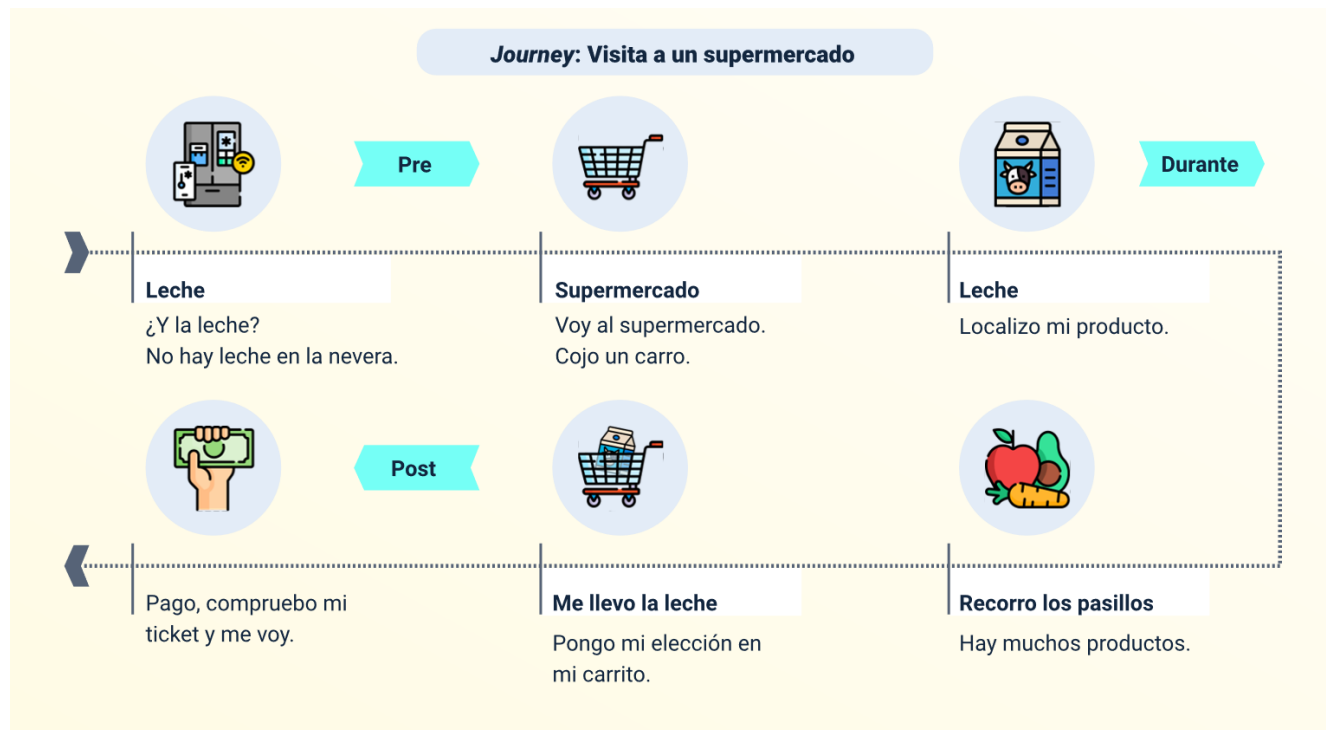 Journey: Visita a un supermercado
Pre
Durante
Leche
¿Y la leche?
No hay leche en la nevera.
Supermercado
Voy al supermercado.
Cojo un carro.
Leche
Localizo mi producto.
Post
Pago, compruebo mi
ticket y me voy.
Me llevo la leche
Pongo mi elección en
mi carrito.
Recorro los pasillos
Hay muchos productos.